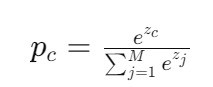 p_c = \frac{e^{z_c}}{\sum_{j=1}^{M} e^{z_j}}